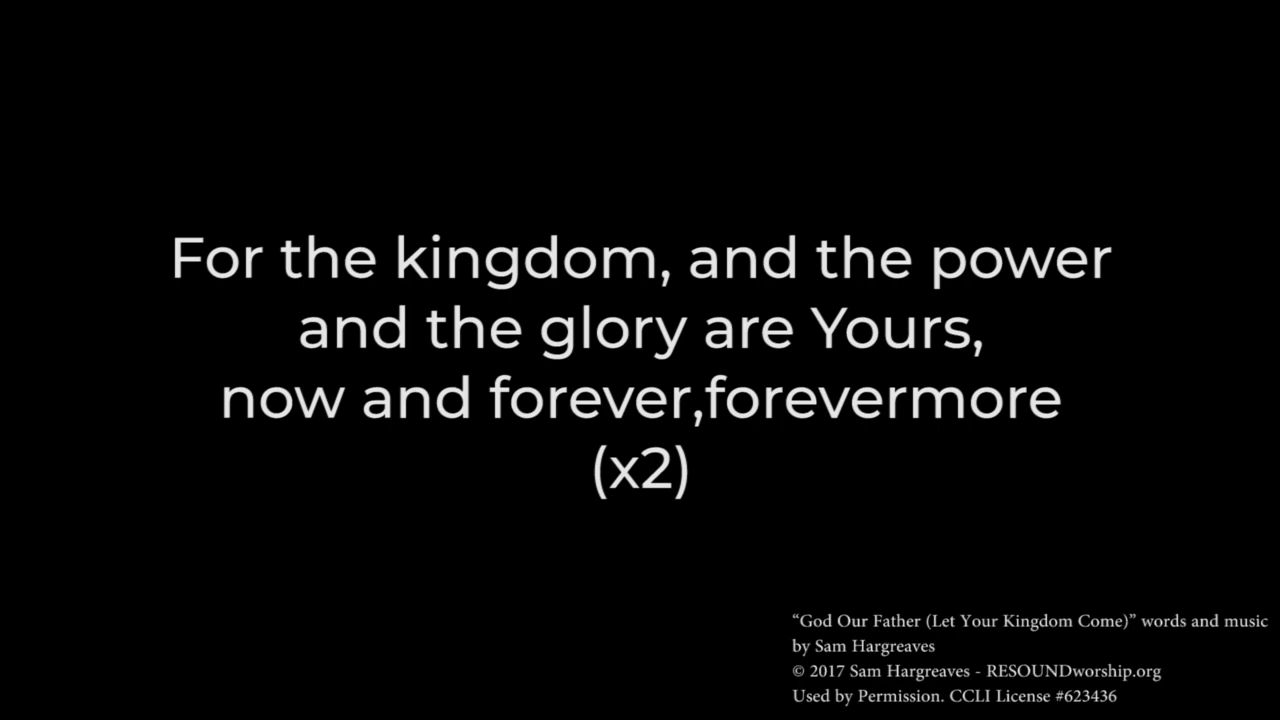 For the kingdom, and the power
and the glory are Yours,
now and forever,forevermore
(x2)
“God Our Father (Let Your Kingdom Come)” words and music
by Sam Hargreaves
© 2017 Sam Hargreaves - RESOUNDworship.org
Used by Permission. CCLI License #623436